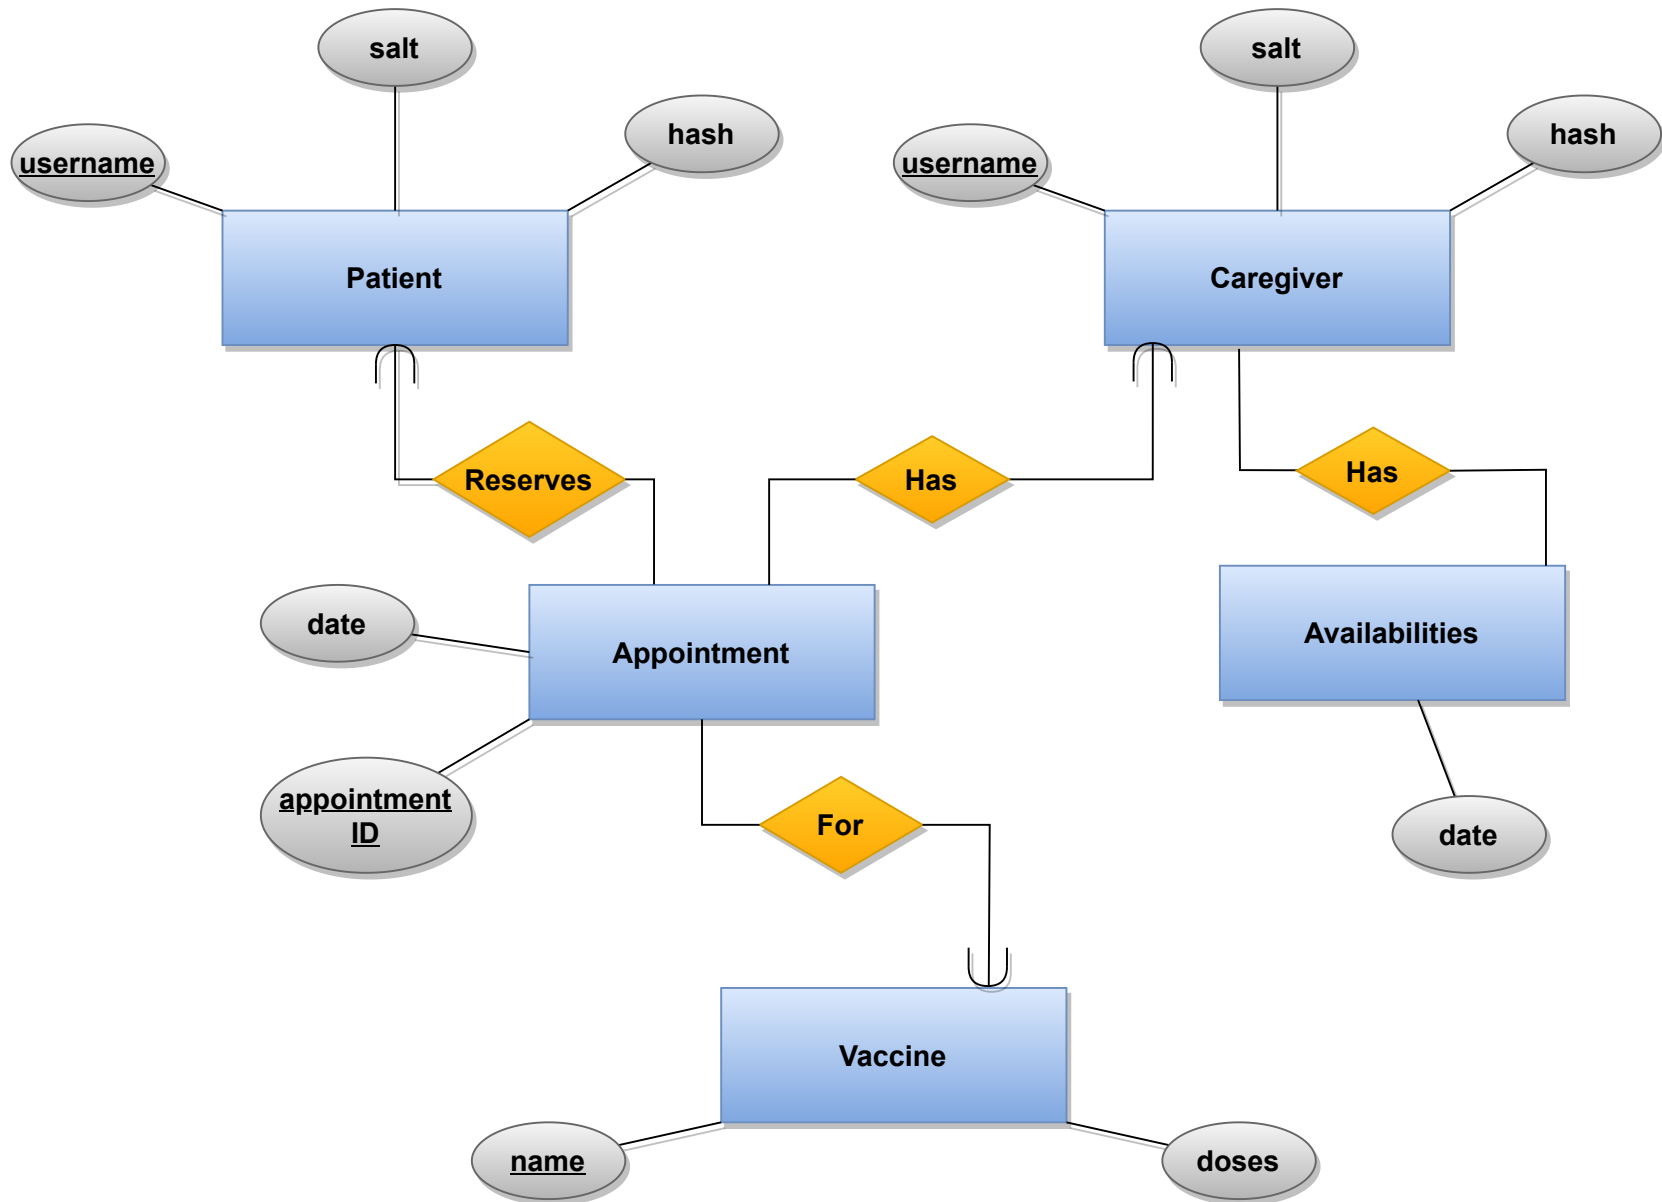 salt
salt
hash
hash
username
username
Patient
Caregiver
Reserves
Has
Has
date
Appointment
Availabilities
appointment
ID
For
date
Vaccine
name
doses